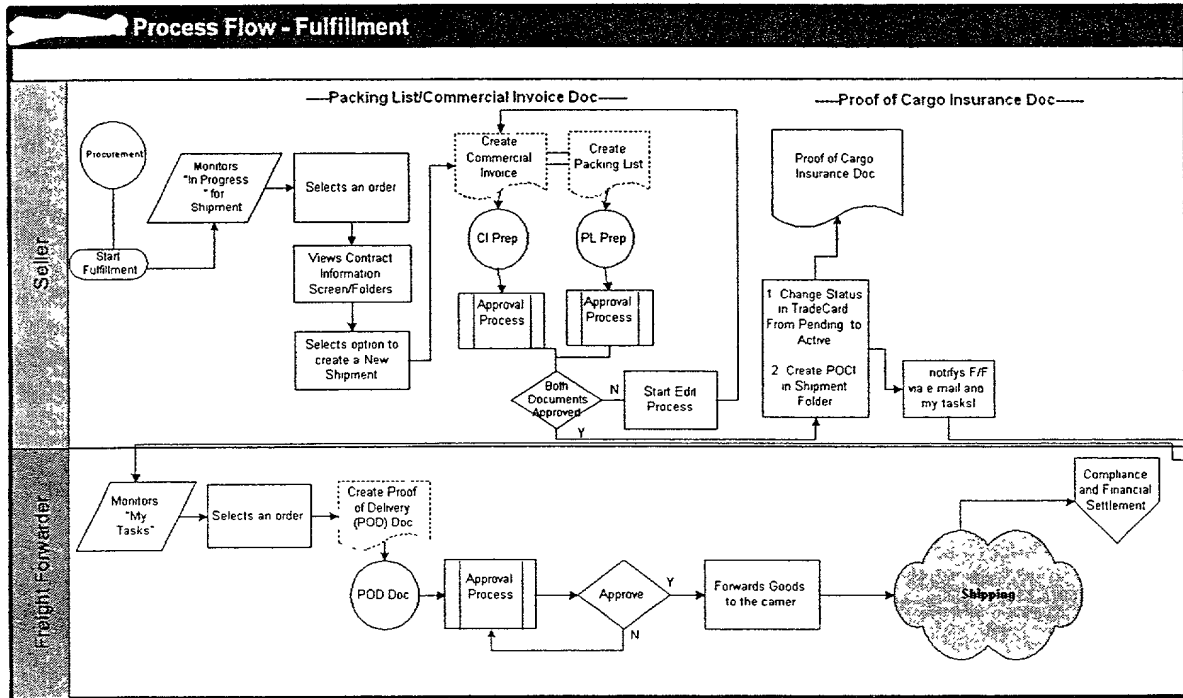 Process Flow - Fulfillment
Packing List/Commercial Invoice Doc
Proof of Cargo Insurance Doc
Seller
Procurement
Start
Fulfillment
Monitors
"In Progress
" for
Shipment
Selects an order
Views Contract
Information
Screen/Folders
Selects option to
create a New
Shipment
Create
Commercial
Invoice
Create
Packing List
CI Prep
PL Prep
Approval
Process
Approval
Process
Both
Documents
Approved
N
Y
Start Edit
Process
Proof of Cargo
Insurance Doc
1 Change Status
in TradeCard
From Pending to
Active
2 Create POCI
in Shipment
Folder
notifys F/F
via e mail and
my tasks!
Freight Forwarder
Monitors
"My
Tasks"
Selects an order
Create Proof
of Delivery
(POD) Doc
POD Doc
Approval
Process
Approve
Y
N
Forwards Goods
to the carrier
Shipping
Compliance
and Financial
Settlement